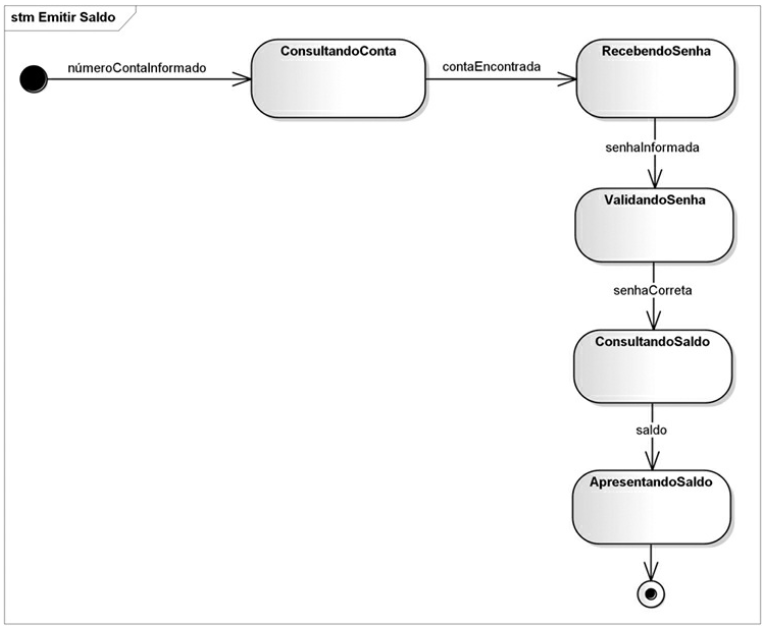 stm Emitir Saldo
númeroContaInformado
ConsultandoConta
contaEncontrada
RecebendoSenha
senhaInformada
ValidandoSenha
senhaCorreta
ConsultandoSaldo
saldo
ApresentandoSaldo